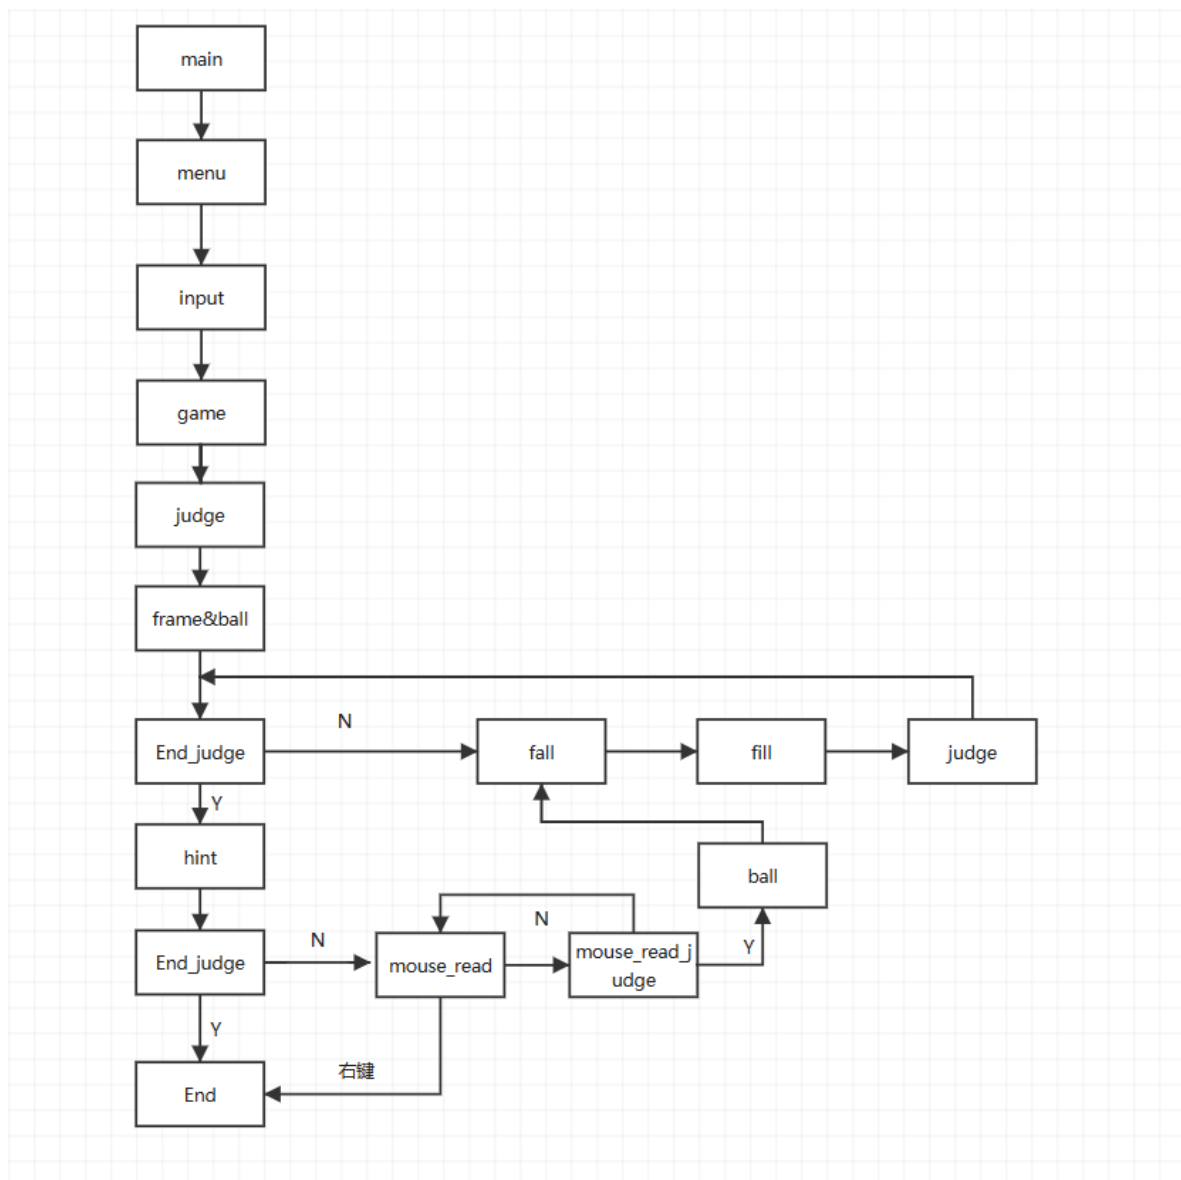 main
menu
input
game
judge
frame&ball
N
End_judge
fall
fill
judge
Y
hint
ball
N
N
End_judge
mouse_read
mouse_read_j
udge
Y
Y
右键
End